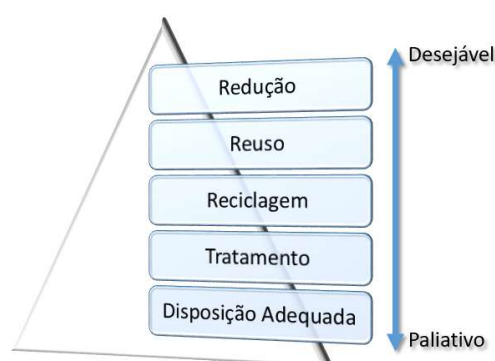 Desejável
Redução
Reuso
Reciclagem
Tratamento
Disposição Adequada
Paliativo